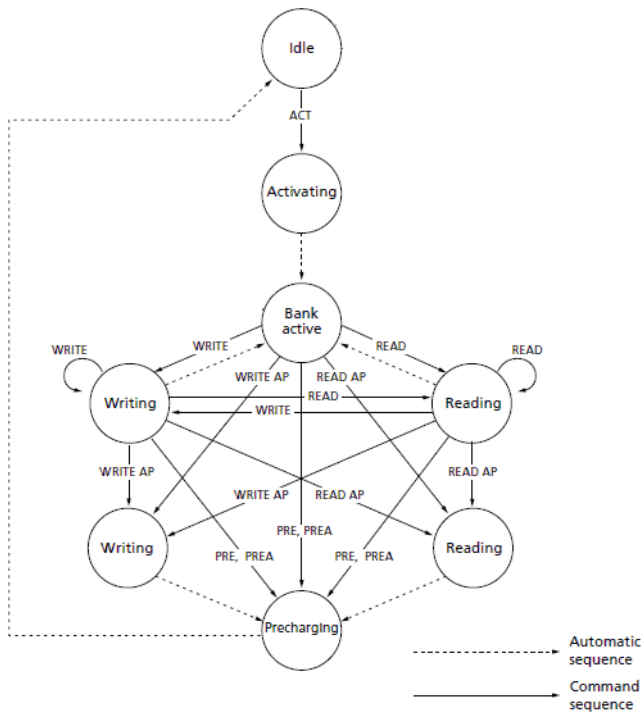 Idle
ACT
Activating
Bank
active
WRITE
READ
WRITE
READ
WRITE AP
READ AP
READ
WRITE
Writing
Reading
WRITE AP
READ AP
WRITE AP
READ AP
Writing
Reading
PRE, PREA
PRE, PREA
PRE, PREA
Precharging
Automatic
sequence
Command
sequence